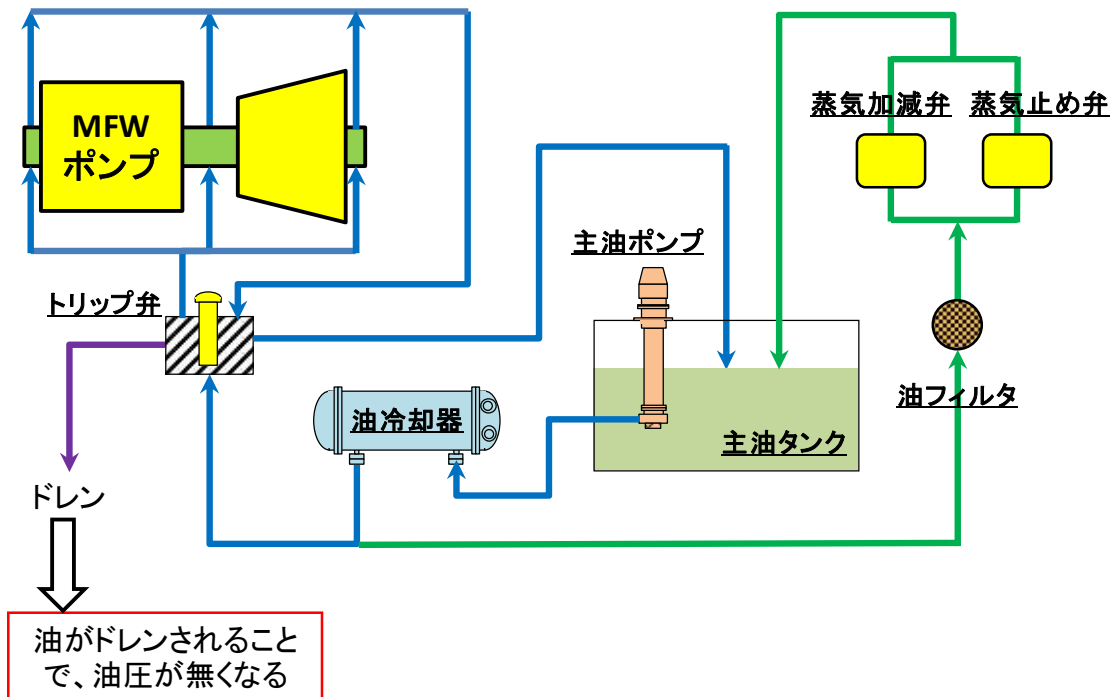 蒸気加減弁
蒸気止め弁
MFW
ポンプ
主油ポンプ
トリップ弁
油フィルタ
油冷却器
主油タンク
ドレン
油がドレンされること
で、油圧が無くなる